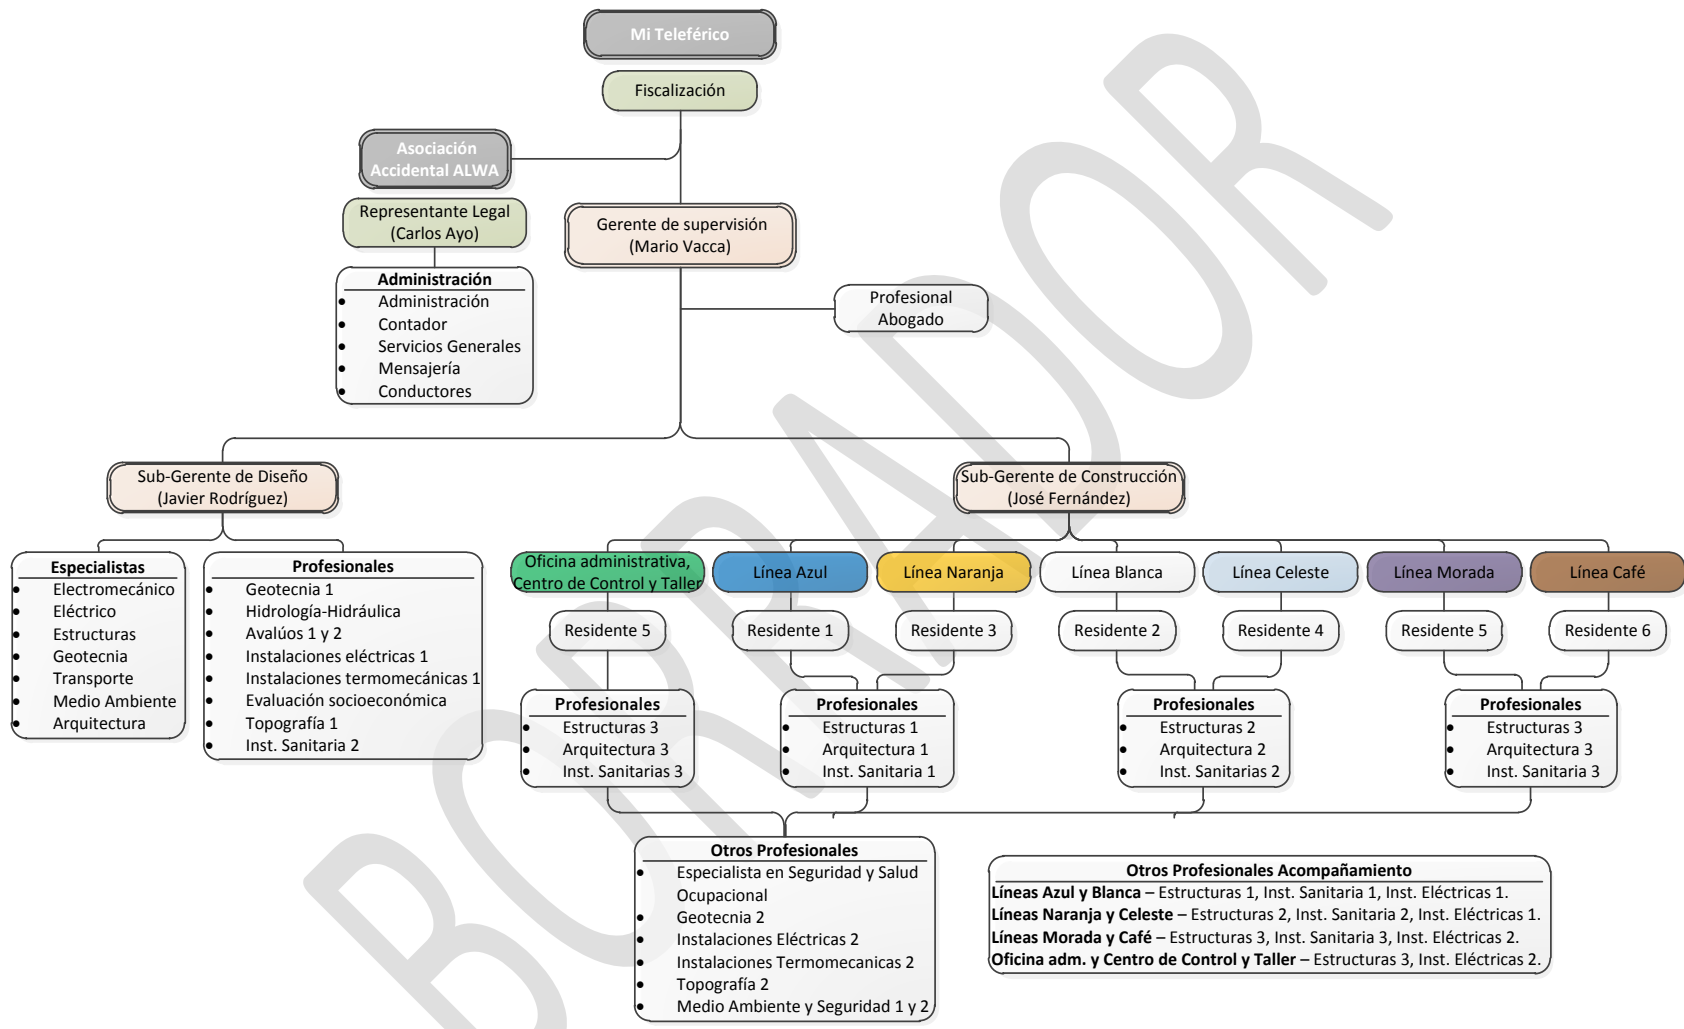 Mi Teleférico
Fiscalización
Asociación
Accidental ALWA
Representante Legal
(Carlos Ayo)
Gerente de supervisión
(Mario Vacca)
Administración
• Administración
• Contador
• Servicios Generales
• Mensajería
• Conductores
Profesional
Abogado
Sub-Gerente de Diseño
(Javier Rodríguez)
Sub-Gerente de Construcción
(José Fernández)
Especialistas
• Electromecánico
• Eléctrico
• Estructuras
• Geotecnia
• Transporte
• Medio Ambiente
• Arquitectura
Profesionales
• Geotecnia 1
• Hidrología-Hidráulica
• Avalúos 1 y 2
• Instalaciones eléctricas 1
• Instalaciones termomecánicas 1
• Evaluación socioeconómica
• Topografía 1
• Inst. Sanitaria 2
Oficina administrativa,
Centro de Control y Taller
Línea Azul
Línea Naranja
Línea Blanca
Línea Celeste
Línea Morada
Línea Café
Residente 5
Residente 1
Residente 3
Residente 2
Residente 4
Residente 5
Residente 6
Profesionales
• Estructuras 3
• Arquitectura 3
• Inst. Sanitarias 3
Profesionales
• Estructuras 1
• Arquitectura 1
• Inst. Sanitaria 1
Profesionales
• Estructuras 2
• Arquitectura 2
• Inst. Sanitarias 2
Profesionales
• Estructuras 3
• Arquitectura 3
• Inst. Sanitaria 3
Otros Profesionales
• Especialista en Seguridad y Salud
Ocupacional
• Geotecnia 2
• Instalaciones Eléctricas 2
• Instalaciones Termomecanicas 2
• Topografía 2
• Medio Ambiente y Seguridad 1 y 2
Otros Profesionales Acompañamiento
Líneas Azul y Blanca – Estructuras 1, Inst. Sanitaria 1, Inst. Eléctricas 1.
Líneas Naranja y Celeste – Estructuras 2, Inst. Sanitaria 2, Inst. Eléctricas 1.
Líneas Morada y Café – Estructuras 3, Inst. Sanitaria 3, Inst. Eléctricas 2.
Oficina adm. y Centro de Control y Taller – Estructuras 3, Inst. Eléctricas 2.
BORRADOR